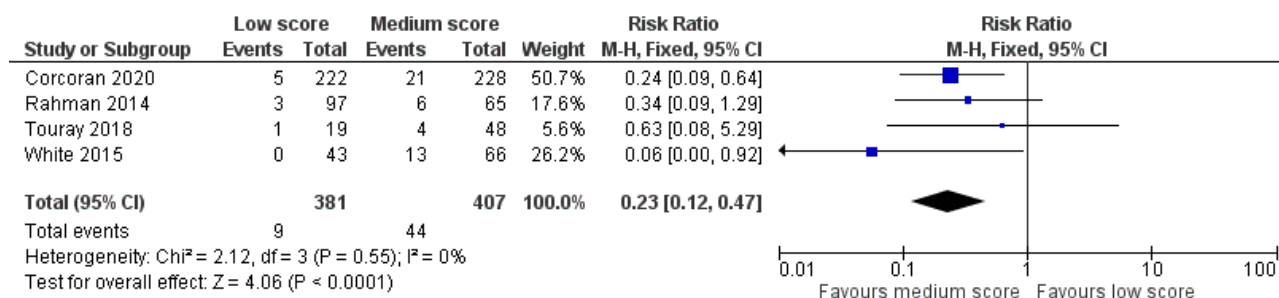 Low score Medium score Risk Ratio Risk Ratio
Study or Subgroup Events Total Events Total Weight M-H, Fixed, 95% CI M-H, Fixed, 95% CI
Corcoran 2020 5 222 21 228 50.7% 0.24 [0.09, 0.64]
Rahman 2014 3 97 6 65 17.6% 0.34 [0.09, 1.29]
Touray 2018 1 19 4 48 5.6% 0.63 [0.08, 5.29]
White 2015 0 43 13 66 26.2% 0.06 [0.00, 0.92]
Total (95% CI) 381 407 100.0% 0.23 [0.12, 0.47]
Total events 9 44
Heterogeneity: Chi² = 2.12, df = 3 (P = 0.55); I² = 0%
Test for overall effect: Z = 4.06 (P < 0.0001)
0.01 0.1 1 10 100
Favours medium score Favours low score